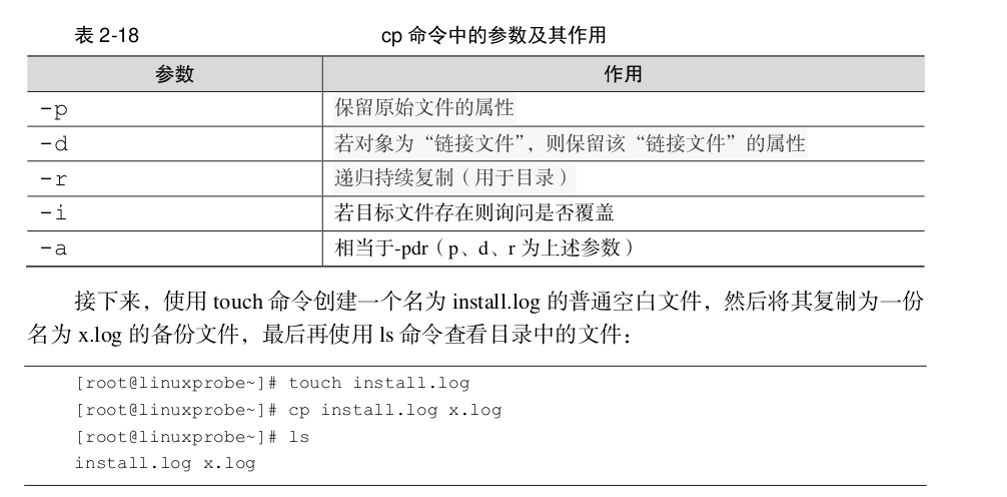 表 2-18 cp 命令中的参数及其作用
参数 作用
-p 保留原始文件的属性
-d 若对象为“链接文件”，则保留该“链接文件”的属性
-r 递归持续复制（用于目录）
-i 若目标文件存在则询问是否覆盖
-a 相当于-pdr（p、d、r 为上述参数）
接下来，使用 touch 命令创建一个名为 install.log 的普通空白文件，然后将其复制为一份
名为 x.log 的备份文件，最后再使用 ls 命令查看目录中的文件：
[root@linuxprobe~]# touch install.log
[root@linuxprobe~]# cp install.log x.log
[root@linuxprobe~]# ls
install.log x.log